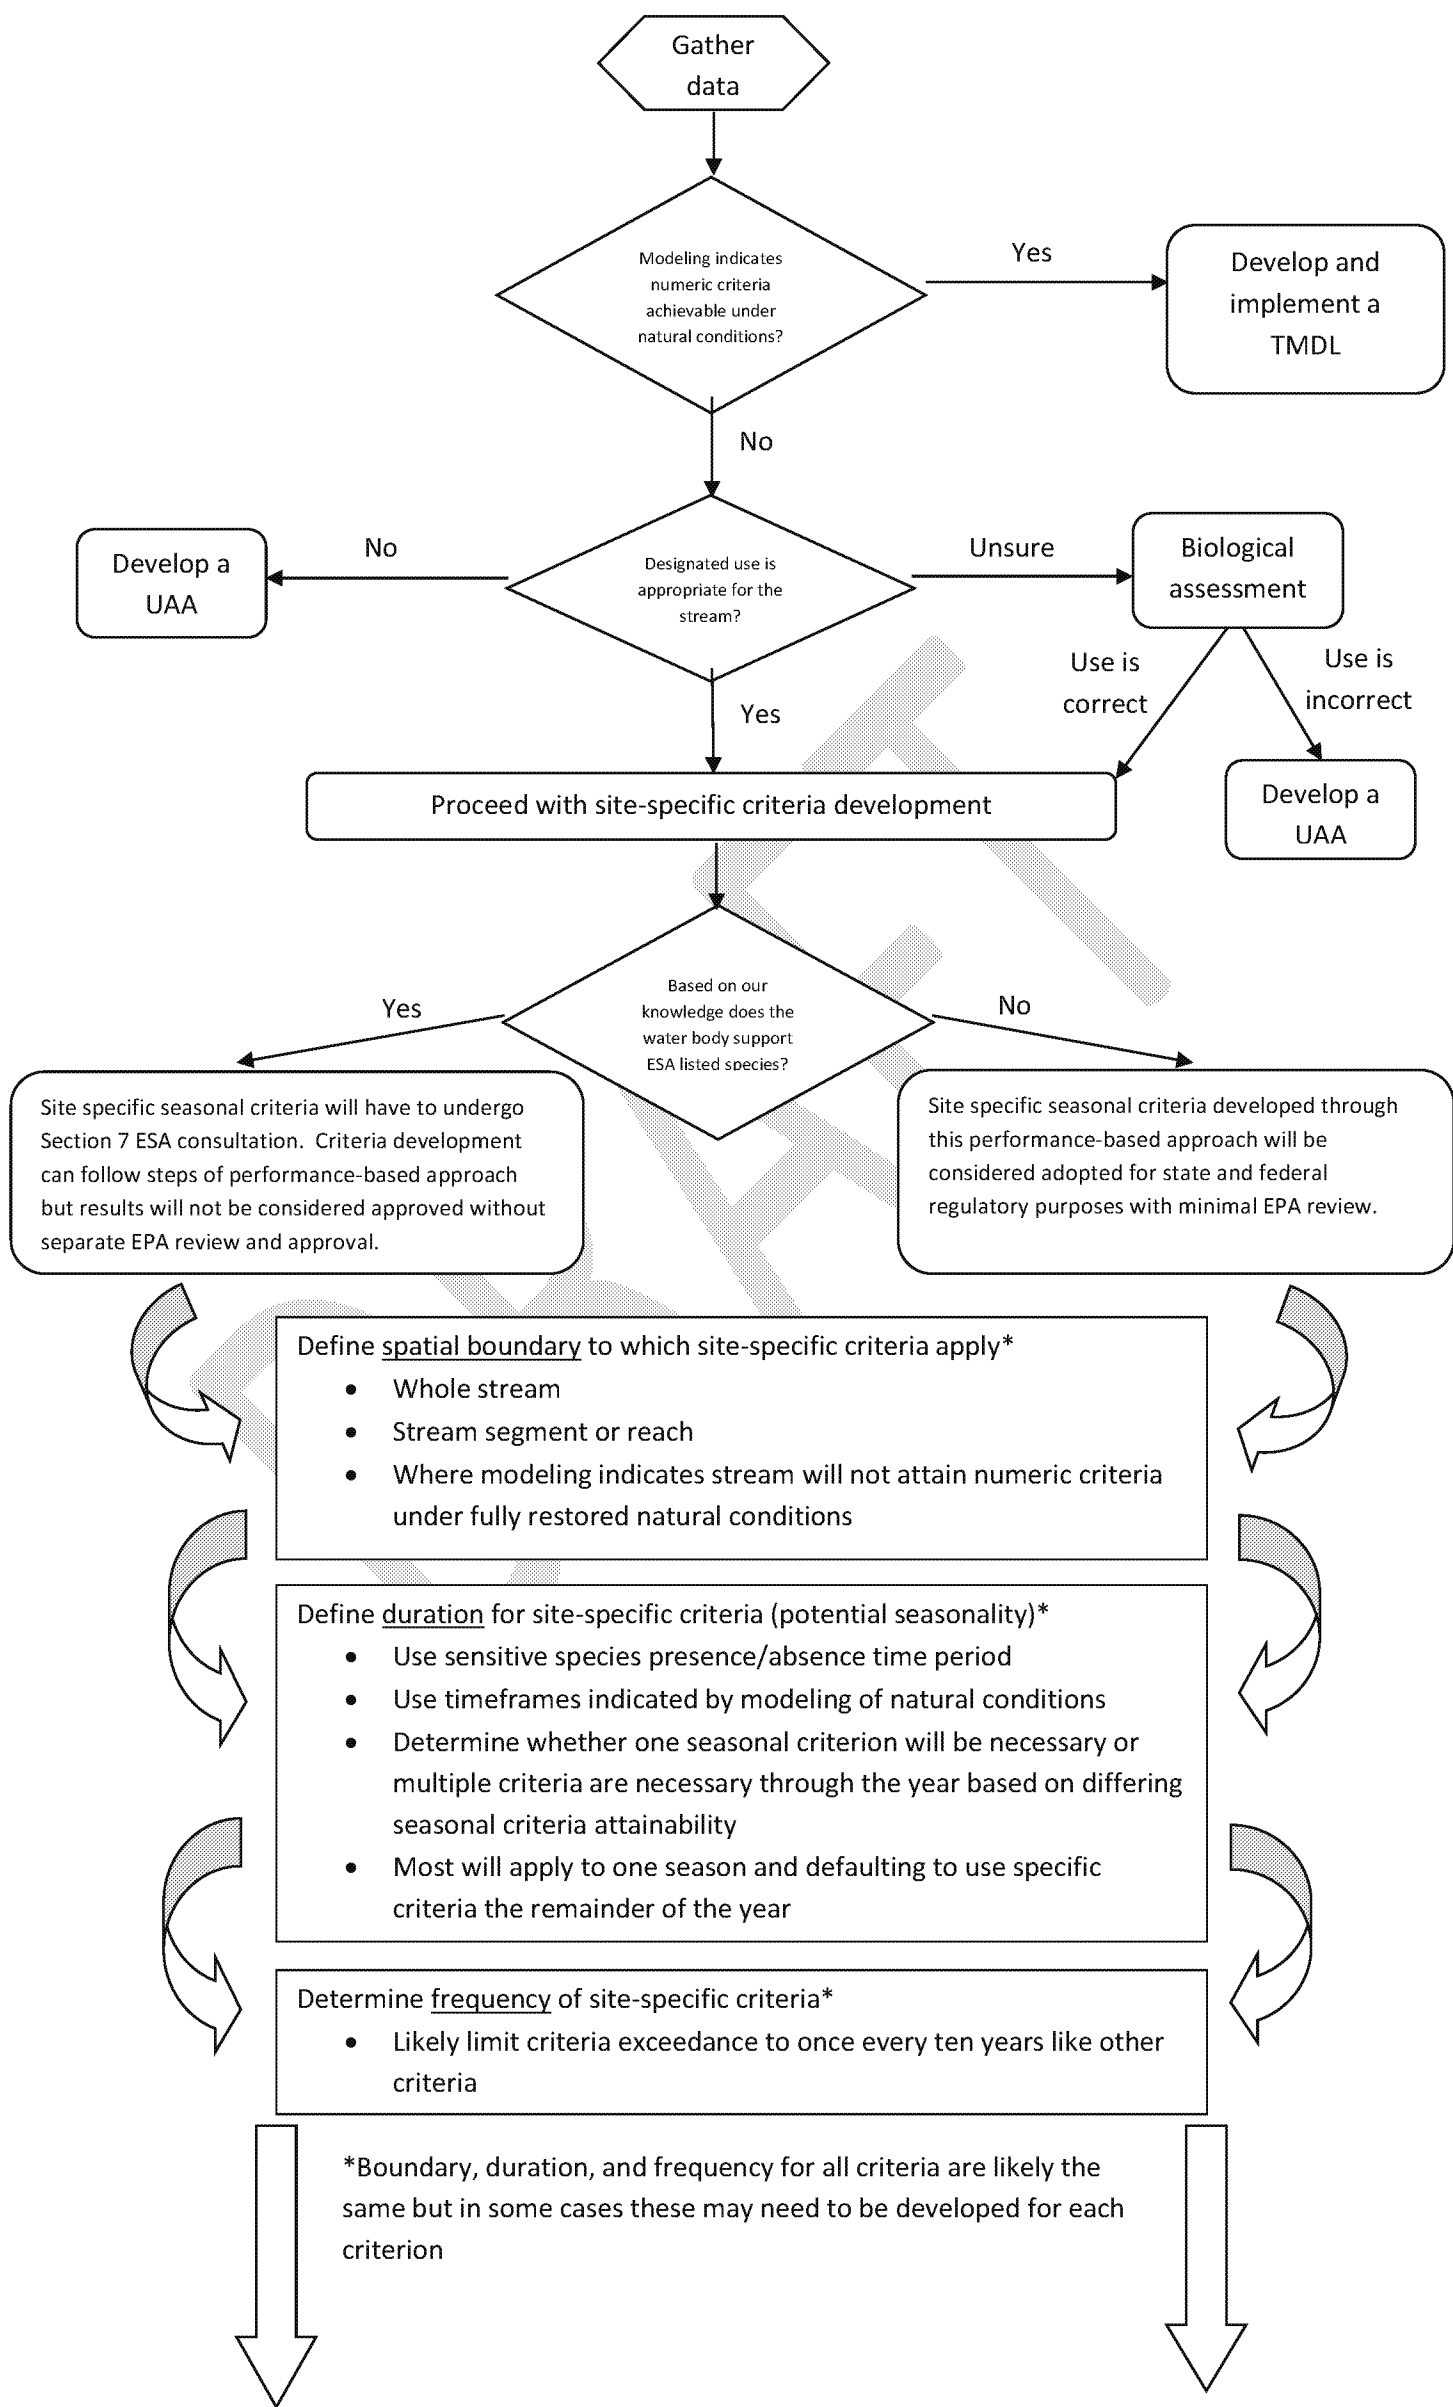 Gather
data
Modeling indicates
numeric criteria
achievable under
natural conditions?
Yes
Develop and
implement a
TMDL
No
Develop a
UAA
No
Designated use is
appropriate for the
stream?
Unsure
Biological
assessment
Use is
correct
Use is
incorrect
Yes
Proceed with site-specific criteria development
Develop a
UAA
Based on our
knowledge does the
water body support
ESA listed species?
Yes
No
Site specific seasonal criteria will have to undergo
Section 7 ESA consultation.  Criteria development
can follow steps of performance-based approach
but results will not be considered approved without
separate EPA review and approval.
Site specific seasonal criteria developed through
this performance-based approach will be
considered adopted for state and federal
regulatory purposes with minimal EPA review.
Define spatial boundary to which site-specific criteria apply*
• Whole stream
• Stream segment or reach
• Where modeling indicates stream will not attain numeric criteria
under fully restored natural conditions
Define duration for site-specific criteria (potential seasonality)*
• Use sensitive species presence/absence time period
• Use timeframes indicated by modeling of natural conditions
• Determine whether one seasonal criterion will be necessary or
multiple criteria are necessary through the year based on differing
seasonal criteria attainability
• Most will apply to one season and defaulting to use specific
criteria the remainder of the year
Determine frequency of site-specific criteria*
• Likely limit criteria exceedance to once every ten years like other
criteria
*Boundary, duration, and frequency for all criteria are likely the
same but in some cases these may need to be developed for each
criterion
DRAFT